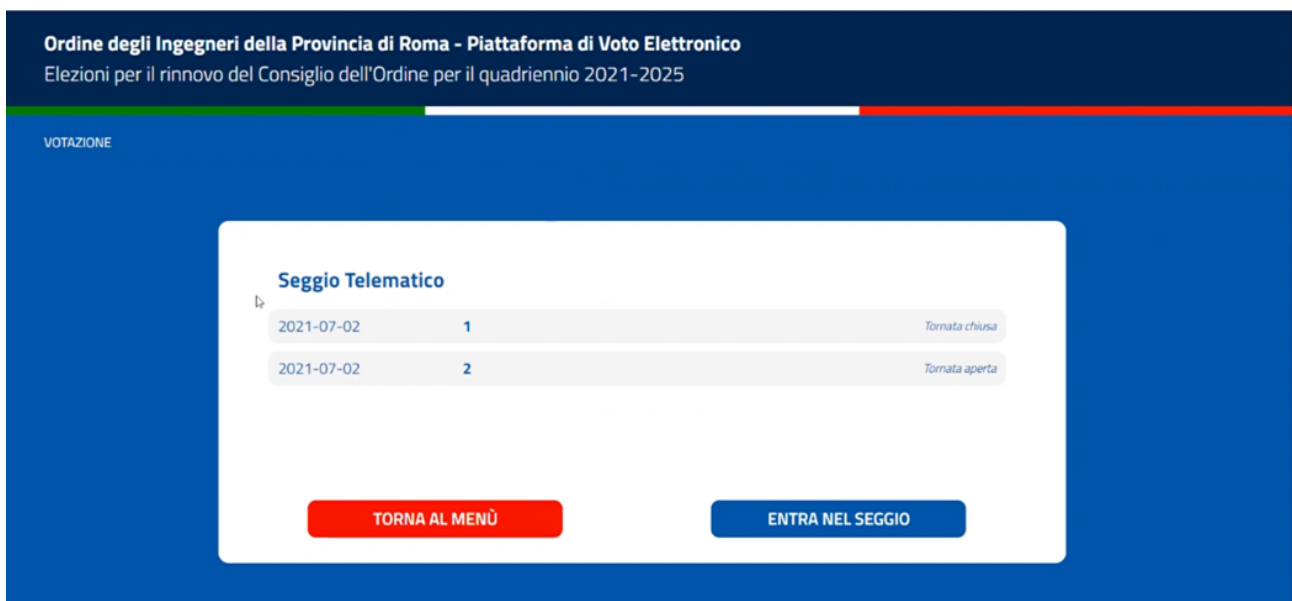 Ordine degli Ingegneri della Provincia di Roma - Piattaforma di Voto Elettronico
Elezioni per il rinnovo del Consiglio dell'Ordine per il quadriennio 2021-2025
VOTAZIONE
Seggio Telematico
2021-07-02 1 Tornata chiusa
2021-07-02 2 Tornata aperta
TORNA AL MENÙ ENTRA NEL SEGGIO